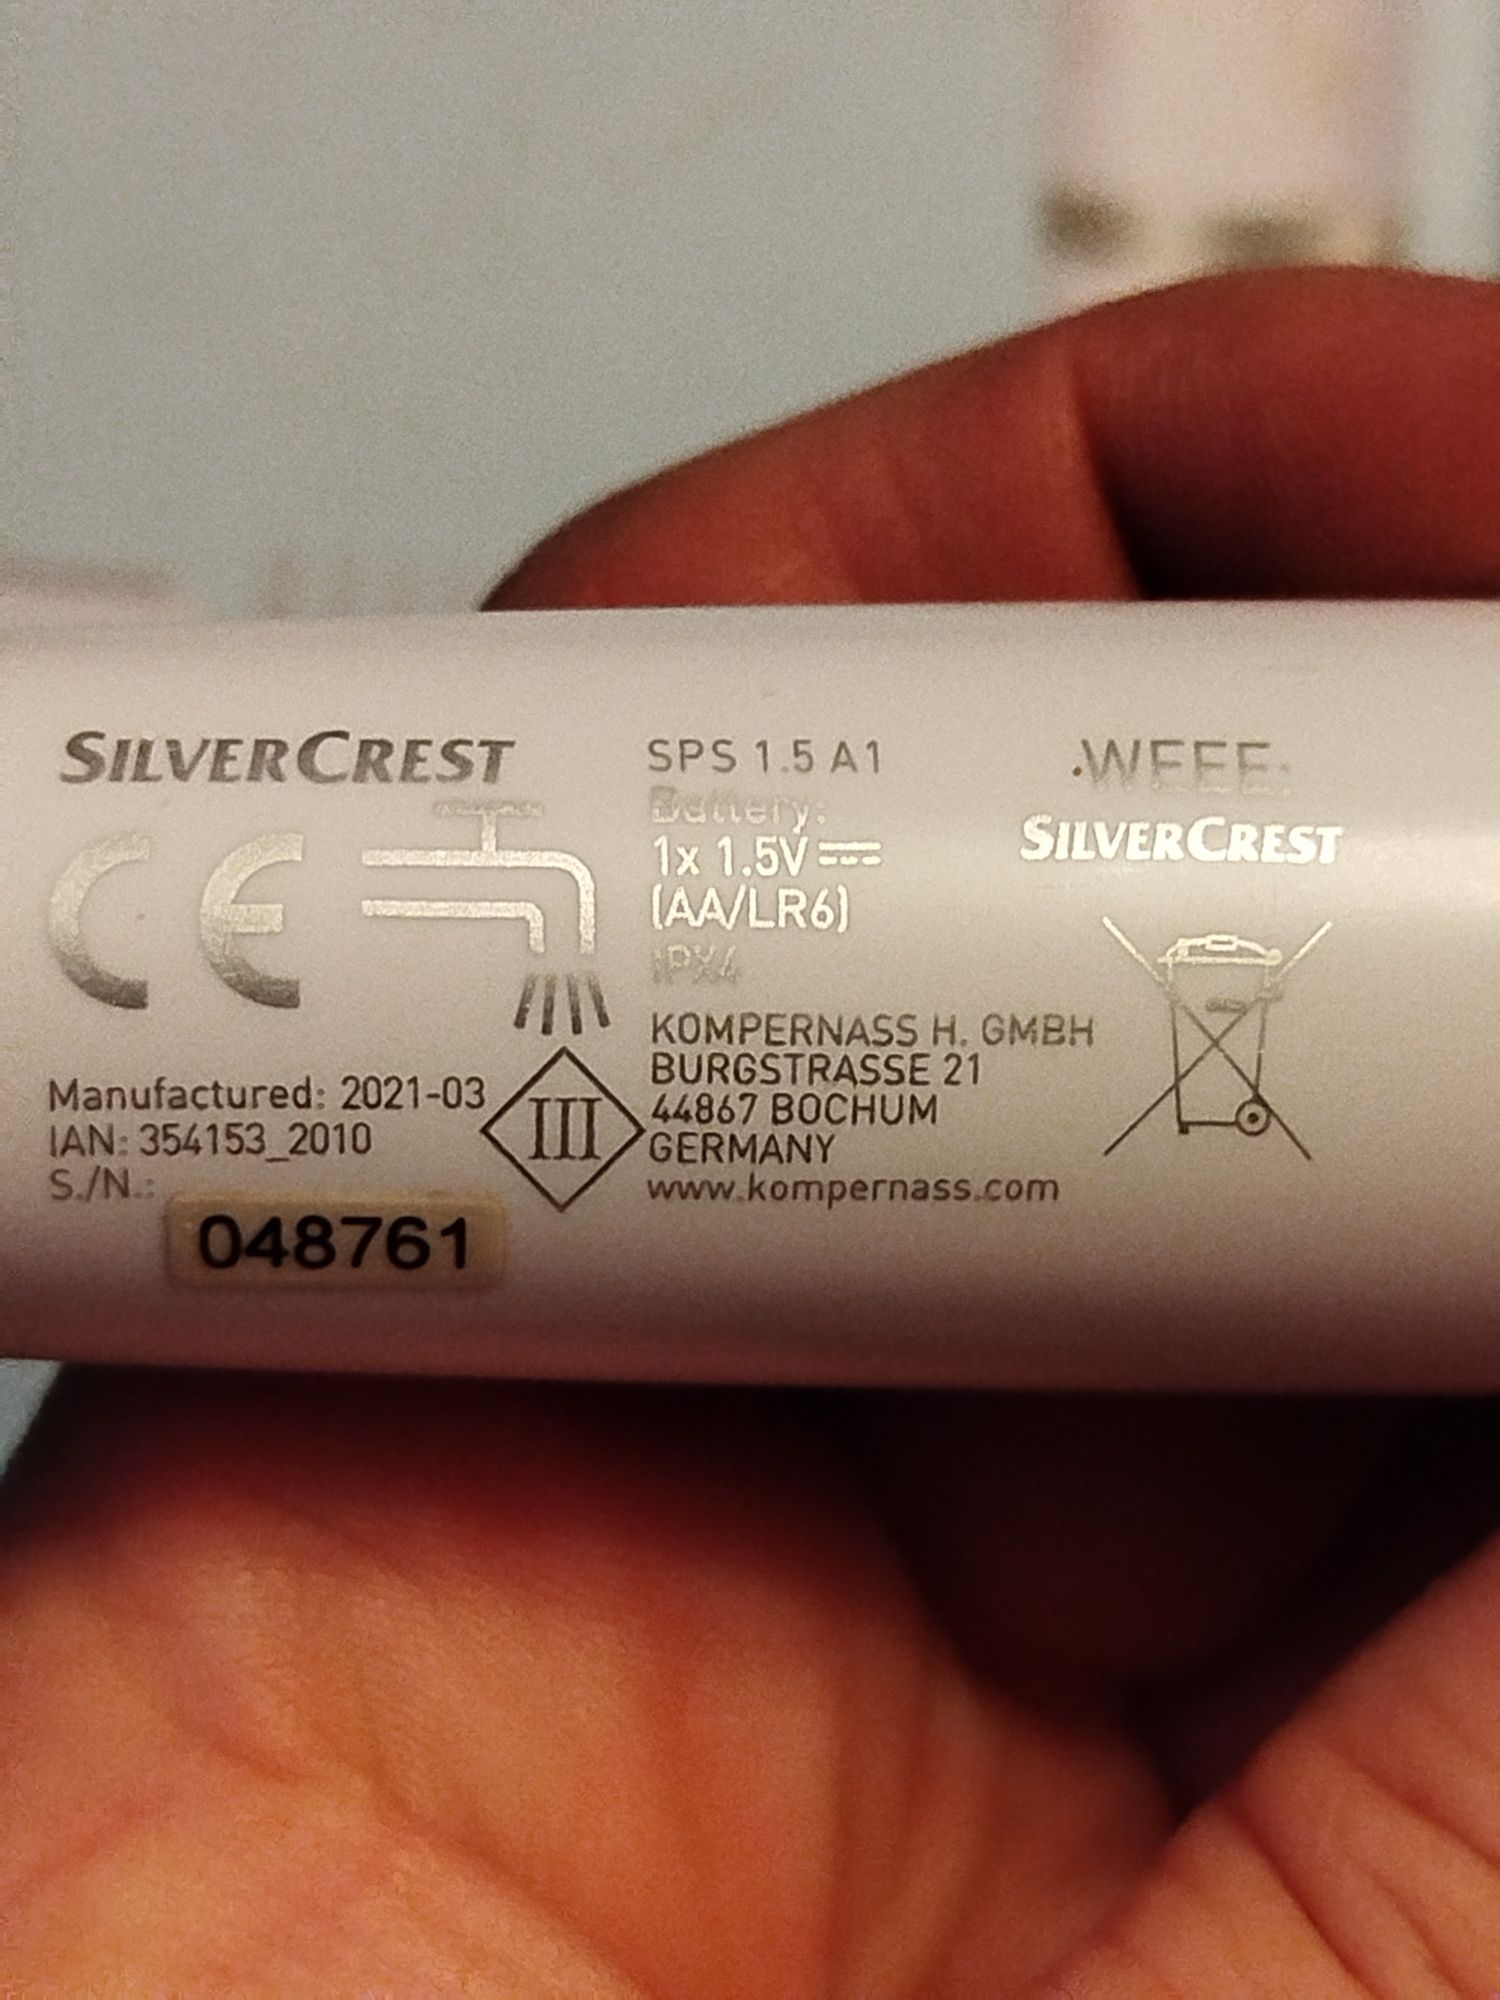 SILVERCREST
CE
Manufactured: 2021-03
IAN: 354153_2010
S./N.:
048761
III
SPS 1.5 A1
Battery:
1x 1.5V ⎓
(AA/LR6)
IPX4
KOMPERNASS H. GMBH
BURGSTRASSE 21
44867 BOCHUM
GERMANY
www.kompernass.com
WEEE:
SILVERCREST